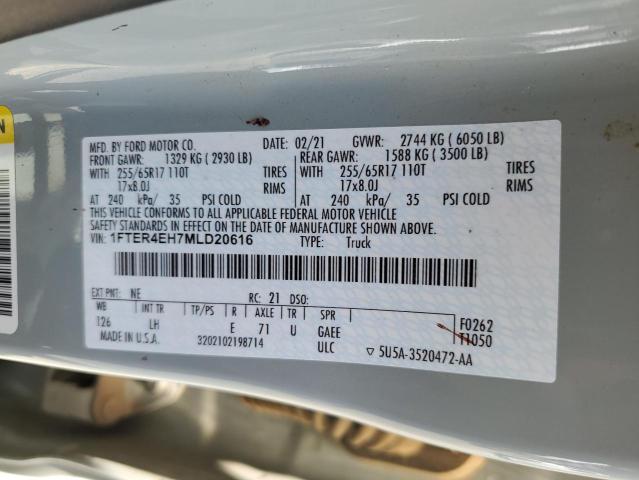 MFD. BY FORD MOTOR CO. DATE: 02/21 GVWR: 2744 KG ( 6050 LB)
FRONT GAWR: 1329 KG ( 2930 LB) REAR GAWR: 1588 KG ( 3500 LB)
WITH 255/65R17 110T TIRES WITH 255/65R17 110T TIRES
17x8.0J RIMS 17x8.0J RIMS
AT 240 kPa/ 35 PSI COLD AT 240 kPa/ 35 PSI COLD
THIS VEHICLE CONFORMS TO ALL APPLICABLE FEDERAL MOTOR VEHICLE
SAFETY STANDARDS IN EFFECT ON THE DATE OF MANUFACTURE SHOWN ABOVE.
VIN: 1FTER4EH7MLD20616 TYPE: Truck
EXT PNT: NE RC: 21 DSO:
WB INT TR TP/PS R AXLE TR SPR F0262
126 LH E 71 U GAEE T1050
MADE IN U.S.A. 3202102198714 ULC ▽ 5U5A-3520472-AA